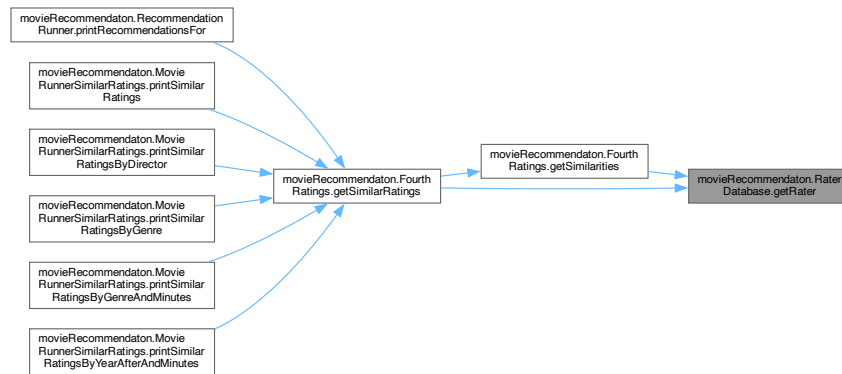 movieRecommendaton.Recommendation
Runner.printRecommendationsFor
movieRecommendaton.Movie
RunnerSimilarRatings.printSimilar
Ratings
movieRecommendaton.Movie
RunnerSimilarRatings.printSimilar
RatingsByDirector
movieRecommendaton.Movie
RunnerSimilarRatings.printSimilar
RatingsByGenre
movieRecommendaton.Movie
RunnerSimilarRatings.printSimilar
RatingsByGenreAndMinutes
movieRecommendaton.Movie
RunnerSimilarRatings.printSimilar
RatingsByYearAfterAndMinutes
movieRecommendaton.Fourth
Ratings.getSimilarRatings
movieRecommendaton.Fourth
Ratings.getSimilarities
movieRecommendaton.Rater
Database.getRater